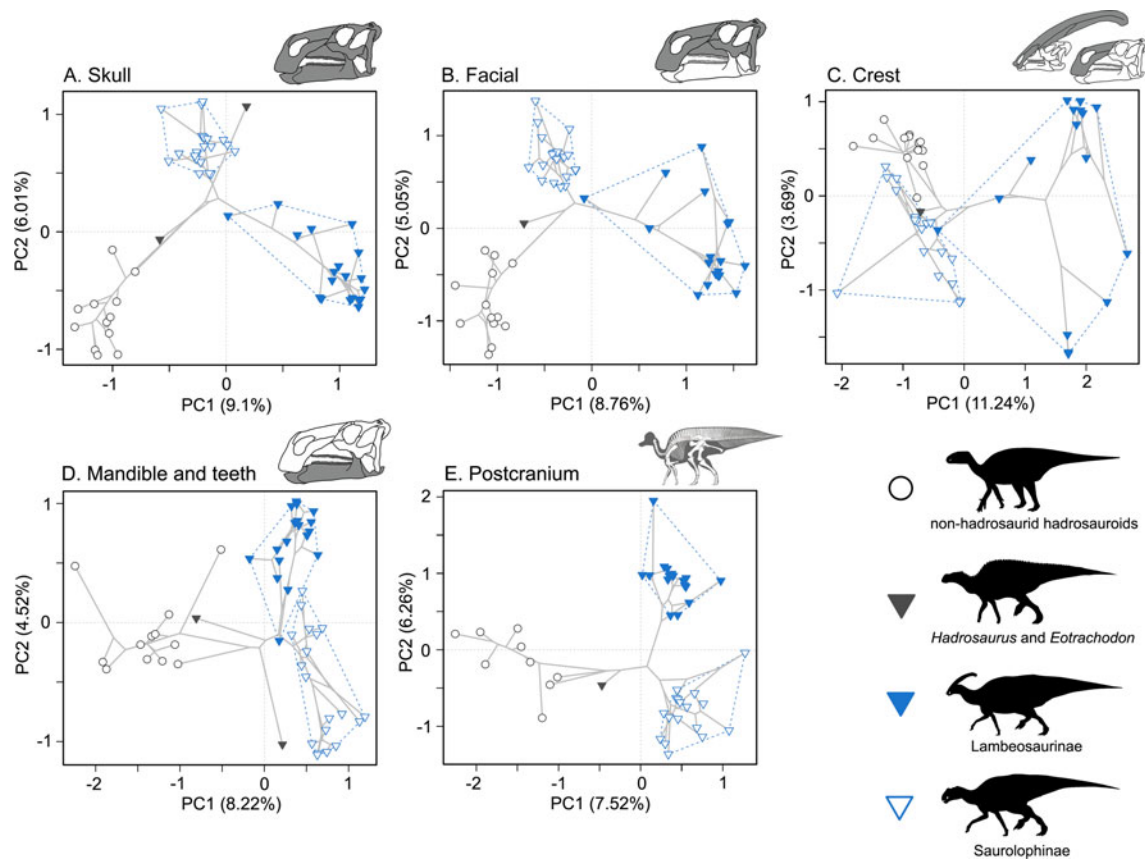 A. Skull
PC2 (6.01%)
1
0
-1
-1
0
1
PC1 (9.1%)
B. Facial
PC2 (5.05%)
1
0
-1
-1
0
1
PC1 (8.76%)
C. Crest
PC2 (3.69%)
1
0
-1
-2
-1
0
1
2
PC1 (11.24%)
D. Mandible and teeth
PC2 (4.52%)
1
0
-1
-2
-1
0
1
PC1 (8.22%)
E. Postcranium
PC2 (6.26%)
2
1
0
-1
-2
-1
0
1
PC1 (7.52%)
non-hadrosaurid hadrosauroids
Hadrosaurus and Eotrachodon
Lambeosaurinae
Saurolophinae